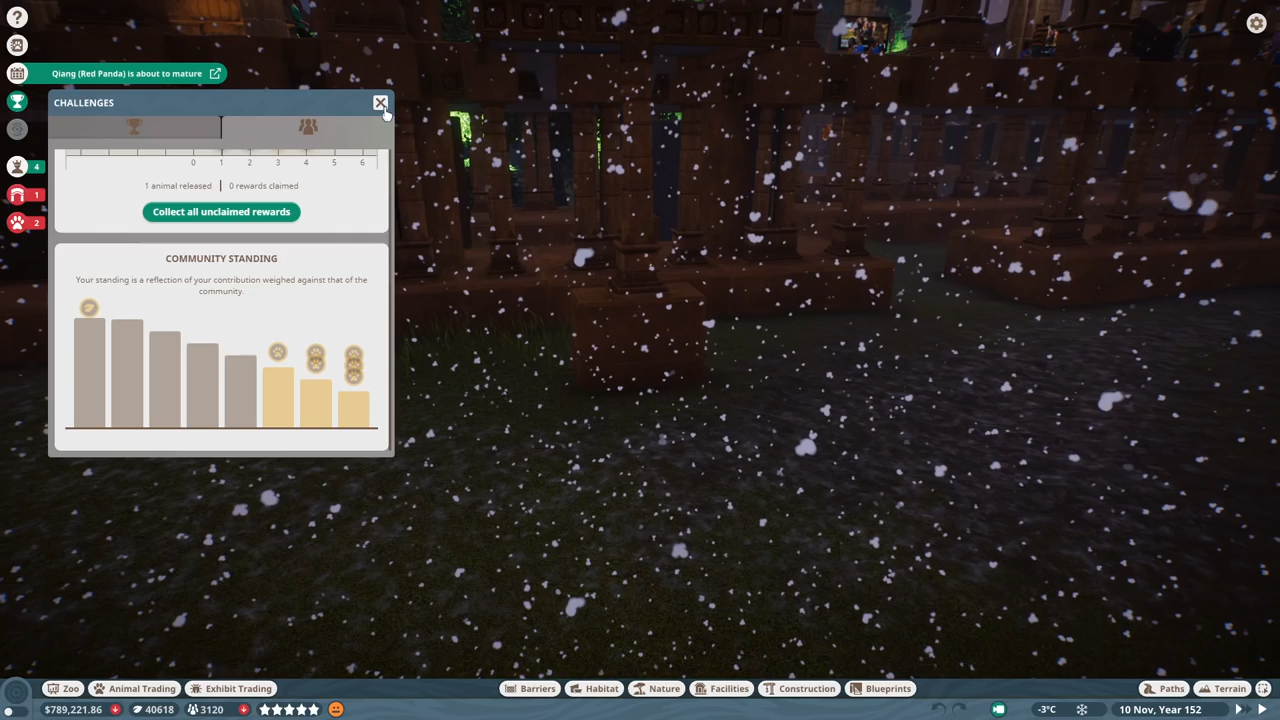 ?
Qiang (Red Panda) is about to mature
CHALLENGES
0 1 2 3 4 5 6
1 animal released | 0 rewards claimed
Collect all unclaimed rewards
4
1
2
COMMUNITY STANDING
Your standing is a reflection of your contribution weighed against that of the
community.
Zoo Animal Trading Exhibit Trading Barriers Habitat Nature Facilities Construction Blueprints Paths Terrain
$789,221.86 40618 3120 -3°C 10 Nov, Year 152